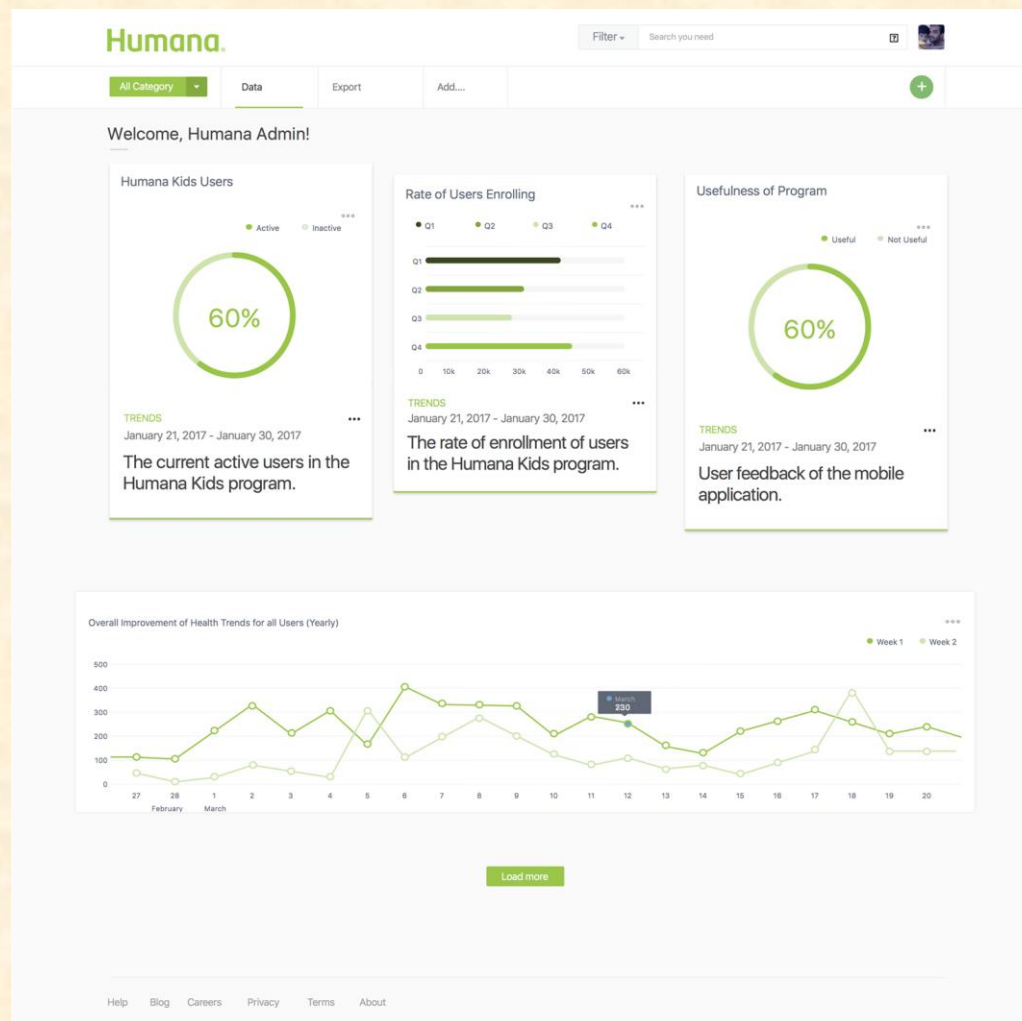 Humana.
Filter
Search you need
?
All Category
Data
Export
Add....
+
Welcome, Humana Admin!
Humana Kids Users
Active
Inactive
60%
TRENDS
January 21, 2017 - January 30, 2017
The current active users in the
Humana Kids program.
Rate of Users Enrolling
Q1
Q2
Q3
Q4
Q1
Q2
Q3
Q4
0 10k 20k 30k 40k 50k 60k
TRENDS
January 21, 2017 - January 30, 2017
The rate of enrollment of users
in the Humana Kids program.
Usefulness of Program
Useful
Not Useful
60%
TRENDS
January 21, 2017 - January 30, 2017
User feedback of the mobile
application.
Overall Improvement of Health Trends for all Users (Yearly)
Week 1
Week 2
500
400
300
200
100
0
March
230
27 28 1 2 3 4 5 6 7 8 9 10 11 12 13 14 15 16 17 18 19 20
February March
Load more
Help Blog Careers Privacy Terms About